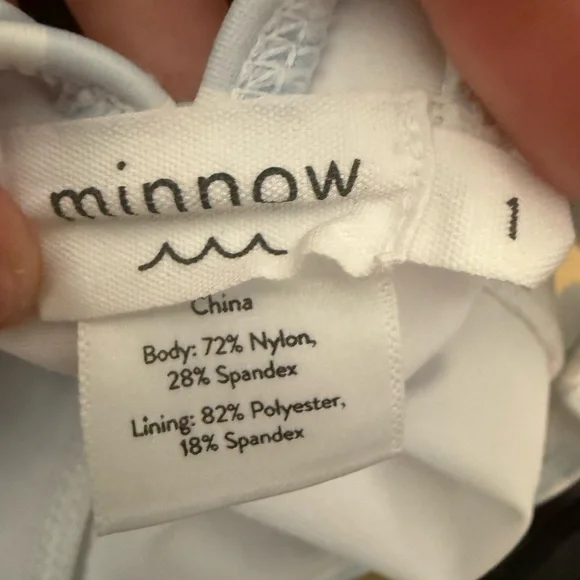 minnow
1
China
Body: 72% Nylon,
28% Spandex
Lining: 82% Polyester,
18% Spandex